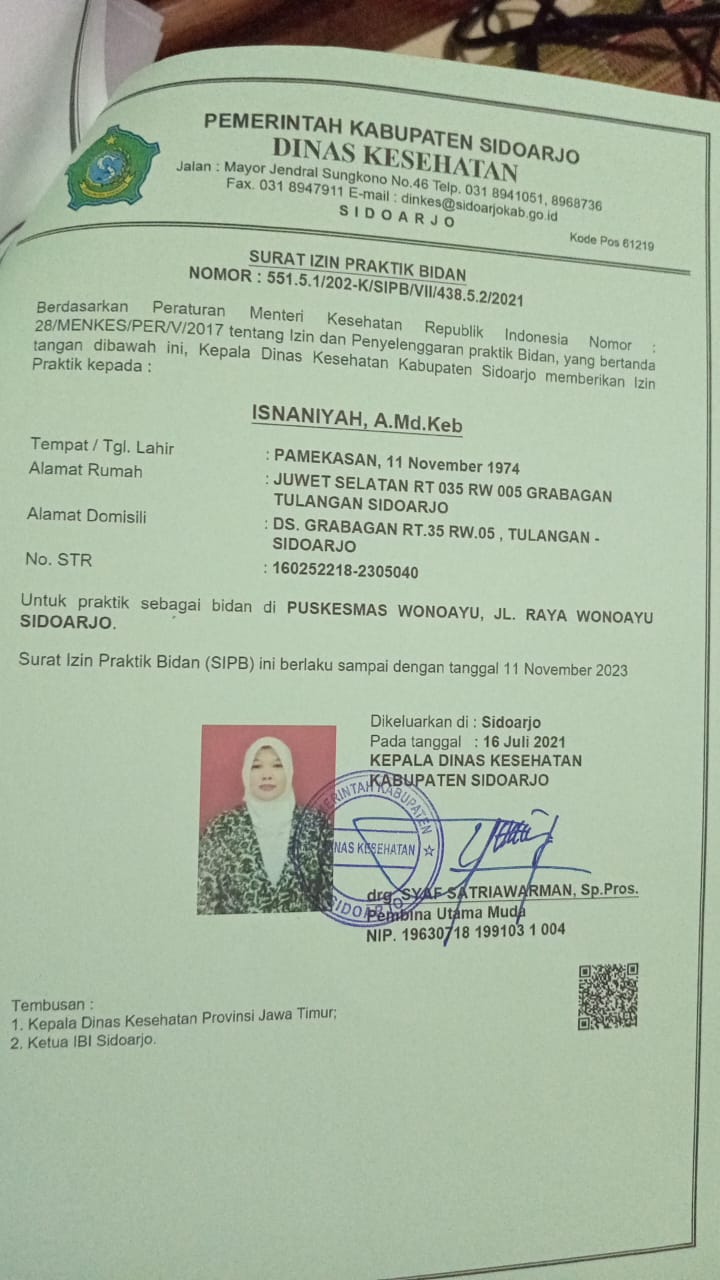 PEMERINTAH KABUPATEN SIDOARJO
DINAS KESEHATAN
Jalan : Mayor Jendral Sungkono No.46 Telp. 031 8941051, 8968736
Fax. 031 8947911 E-mail : dinkes@sidoarjokab.go.id
SIDOARJO
Kode Pos 61219
SURAT IZIN PRAKTIK BIDAN
NOMOR : 551.5.1/202-K/SIPB/VII/438.5.2/2021
Berdasarkan Peraturan Menteri Kesehatan Republik Indonesia Nomor :
28/MENKES/PER/V/2017 tentang Izin dan Penyelenggaran praktik Bidan, yang bertanda
tangan dibawah ini, Kepala Dinas Kesehatan Kabupaten Sidoarjo memberikan Izin
Praktik kepada :
ISNANIYAH, A.Md.Keb
Tempat / Tgl. Lahir : PAMEKASAN, 11 November 1974
Alamat Rumah : JUWET SELATAN RT 035 RW 005 GRABAGAN
TULANGAN SIDOARJO
Alamat Domisili : DS. GRABAGAN RT.35 RW.05 , TULANGAN -
SIDOARJO
No. STR : 160252218-2305040
Untuk praktik sebagai bidan di PUSKESMAS WONOAYU, JL. RAYA WONOAYU
SIDOARJO.
Surat Izin Praktik Bidan (SIPB) ini berlaku sampai dengan tanggal 11 November 2023
Dikeluarkan di : Sidoarjo
Pada tanggal : 16 Juli 2021
KEPALA DINAS KESEHATAN
KABUPATEN SIDOARJO
drg. SYAF SATRIAWARMAN, Sp.Pros.
Pembina Utama Muda
NIP. 19630718 199103 1 004
Tembusan :
1. Kepala Dinas Kesehatan Provinsi Jawa Timur;
2. Ketua IBI Sidoarjo.